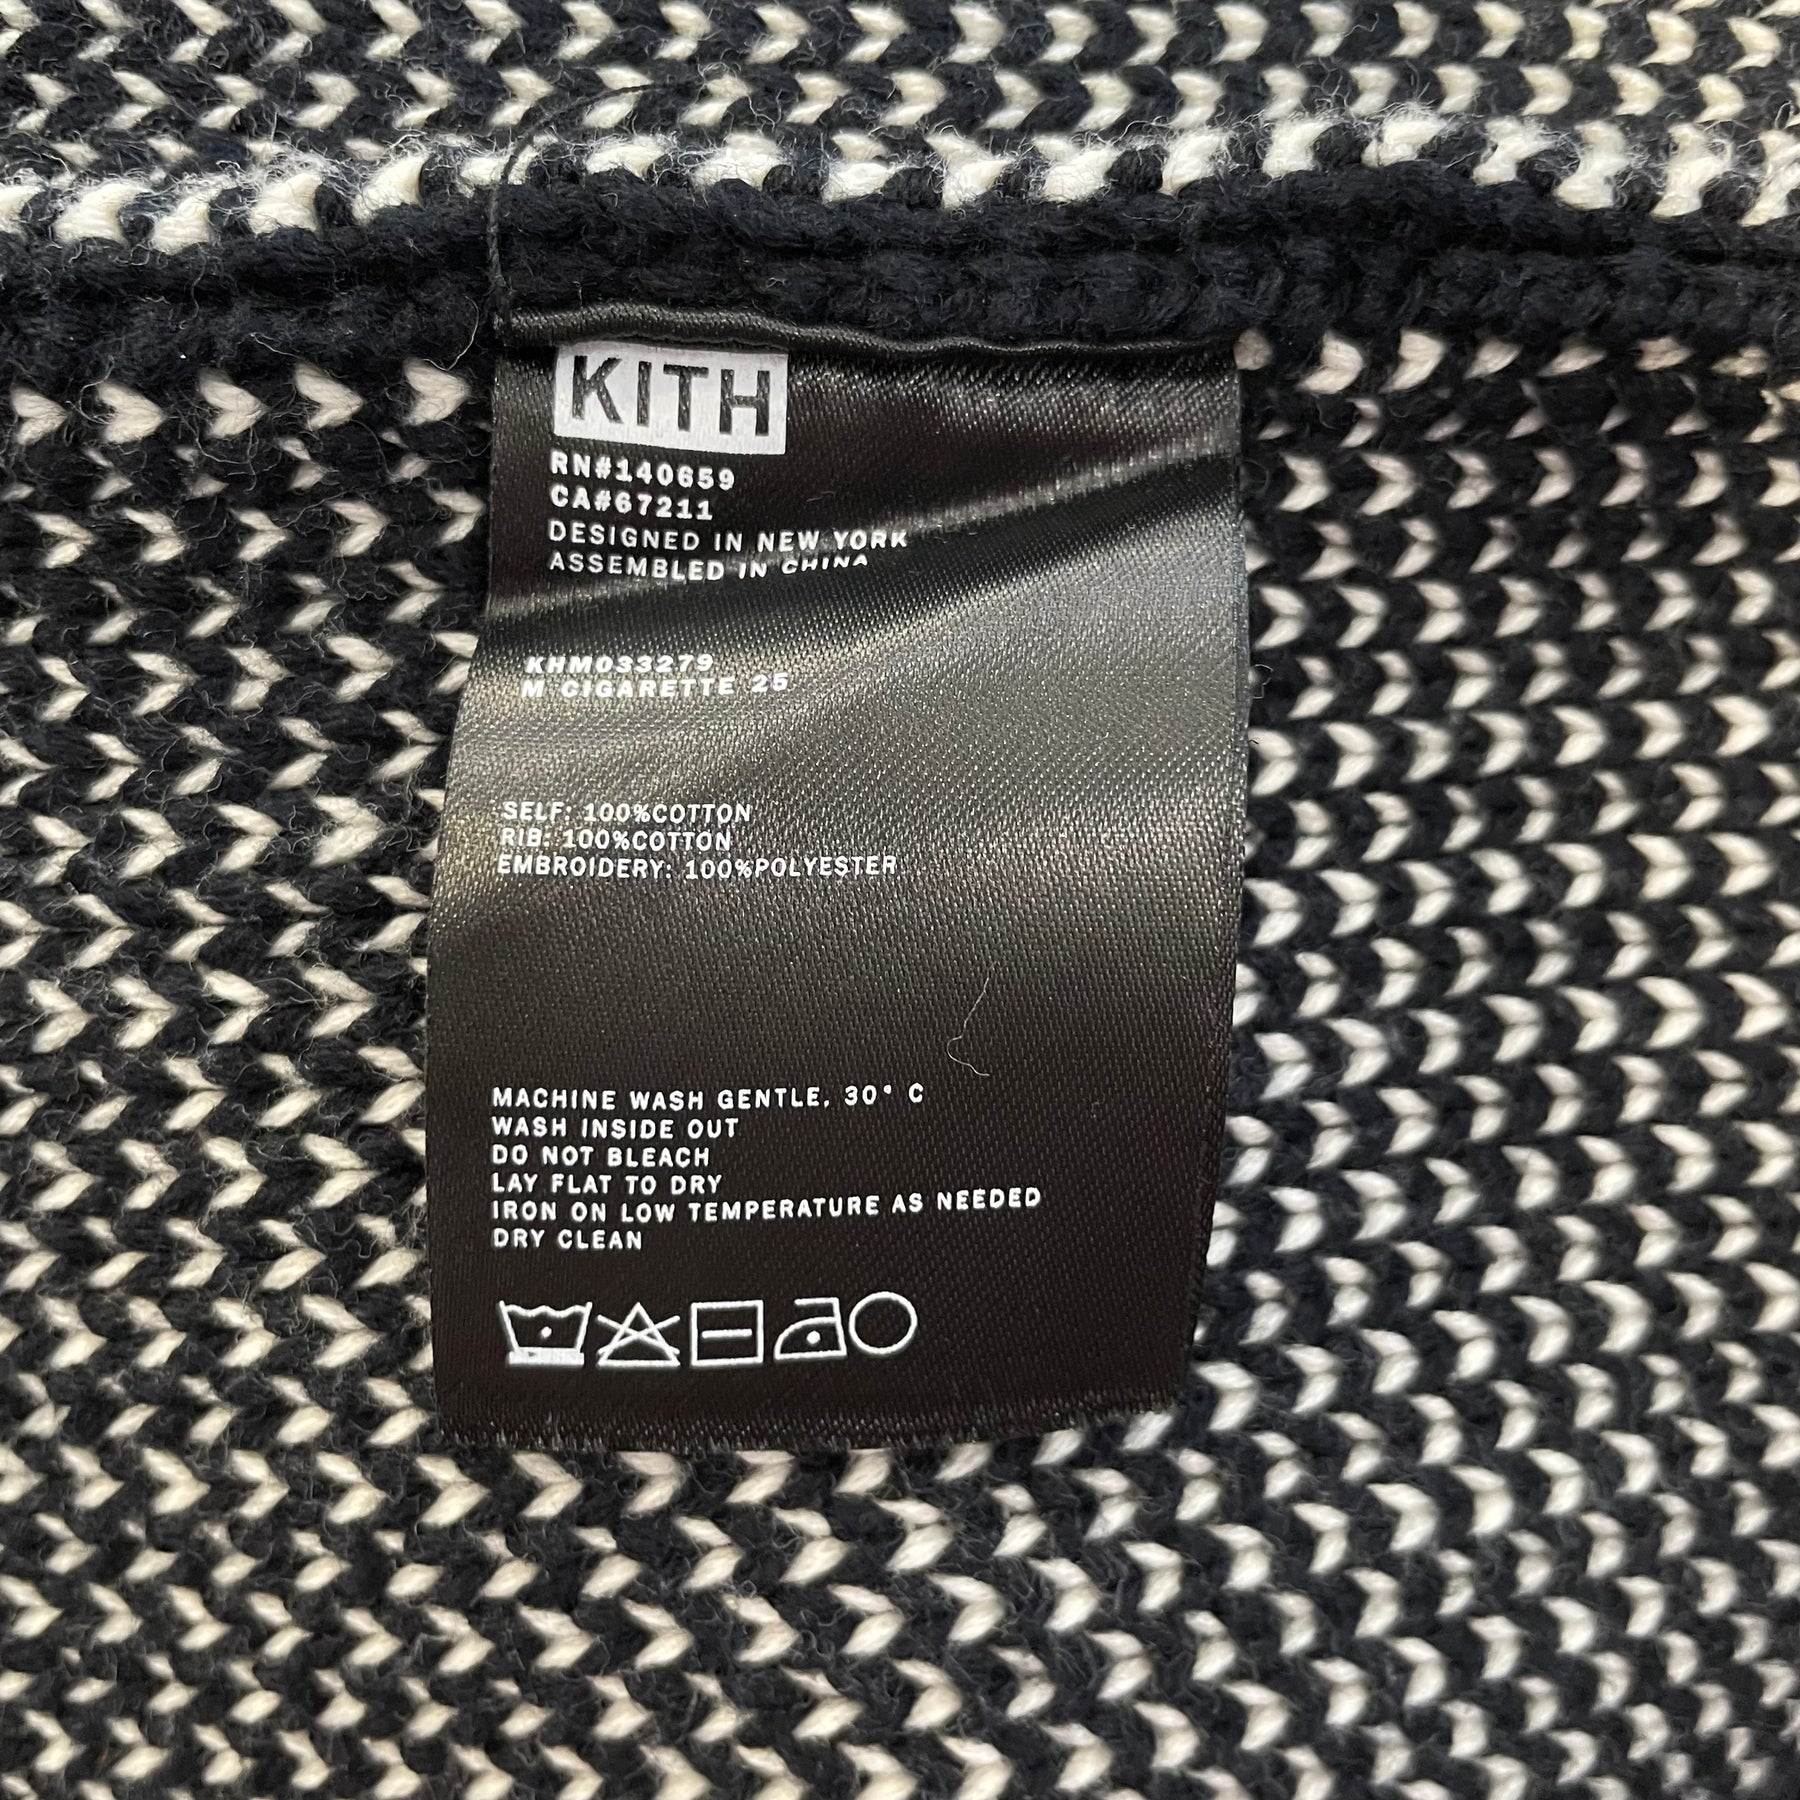 KITH
RN#140659
CA#67211
DESIGNED IN NEW YORK
ASSEMBLED IN CHINA
KHM033279
M CIGARETTE 25
SELF: 100%COTTON
RIB: 100%COTTON
EMBROIDERY: 100%POLYESTER
MACHINE WASH GENTLE, 30° C
WASH INSIDE OUT
DO NOT BLEACH
LAY FLAT TO DRY
IRON ON LOW TEMPERATURE AS NEEDED
DRY CLEAN